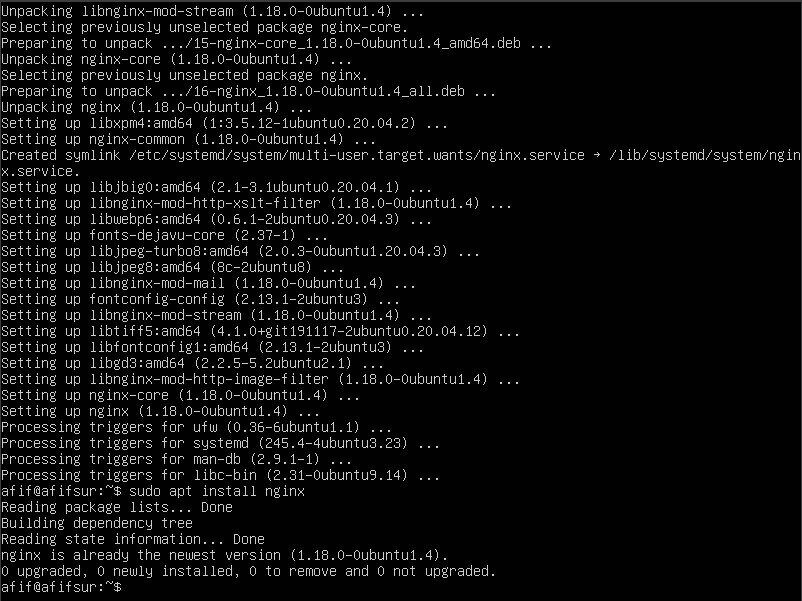 Unpacking libnginx-mod-stream (1.18.0-0ubuntu1.4) ...
Selecting previously unselected package nginx-core.
Preparing to unpack .../15-nginx-core_1.18.0-0ubuntu1.4_amd64.deb ...
Unpacking nginx-core (1.18.0-0ubuntu1.4) ...
Selecting previously unselected package nginx.
Preparing to unpack .../16-nginx_1.18.0-0ubuntu1.4_all.deb ...
Unpacking nginx (1.18.0-0ubuntu1.4) ...
Setting up libxpm4:amd64 (1:3.5.12-1ubuntu0.20.04.2) ...
Setting up nginx-common (1.18.0-0ubuntu1.4) ...
Created symlink /etc/systemd/system/multi-user.target.wants/nginx.service → /lib/systemd/system/ngin
x.service.
Setting up libjbig0:amd64 (2.1-3.1ubuntu0.20.04.1) ...
Setting up libnginx-mod-http-xslt-filter (1.18.0-0ubuntu1.4) ...
Setting up libwebp6:amd64 (0.6.1-2ubuntu0.20.04.3) ...
Setting up fonts-dejavu-core (2.37-1) ...
Setting up libjpeg-turbo8:amd64 (2.0.3-0ubuntu1.20.04.3) ...
Setting up libjpeg8:amd64 (8c-2ubuntu8) ...
Setting up libnginx-mod-mail (1.18.0-0ubuntu1.4) ...
Setting up fontconfig-config (2.13.1-2ubuntu3) ...
Setting up libnginx-mod-stream (1.18.0-0ubuntu1.4) ...
Setting up libtiff5:amd64 (4.1.0+git191117-2ubuntu0.20.04.12) ...
Setting up libfontconfig1:amd64 (2.13.1-2ubuntu3) ...
Setting up libgd3:amd64 (2.2.5-5.2ubuntu2.1) ...
Setting up libnginx-mod-http-image-filter (1.18.0-0ubuntu1.4) ...
Setting up nginx-core (1.18.0-0ubuntu1.4) ...
Setting up nginx (1.18.0-0ubuntu1.4) ...
Processing triggers for ufw (0.36-6ubuntu1.1) ...
Processing triggers for systemd (245.4-4ubuntu3.23) ...
Processing triggers for man-db (2.9.1-1) ...
Processing triggers for libc-bin (2.31-0ubuntu9.14) ...
afif@afifsur:~$ sudo apt install nginx
Reading package lists... Done
Building dependency tree
Reading state information... Done
nginx is already the newest version (1.18.0-0ubuntu1.4).
0 upgraded, 0 newly installed, 0 to remove and 0 not upgraded.
afif@afifsur:~$